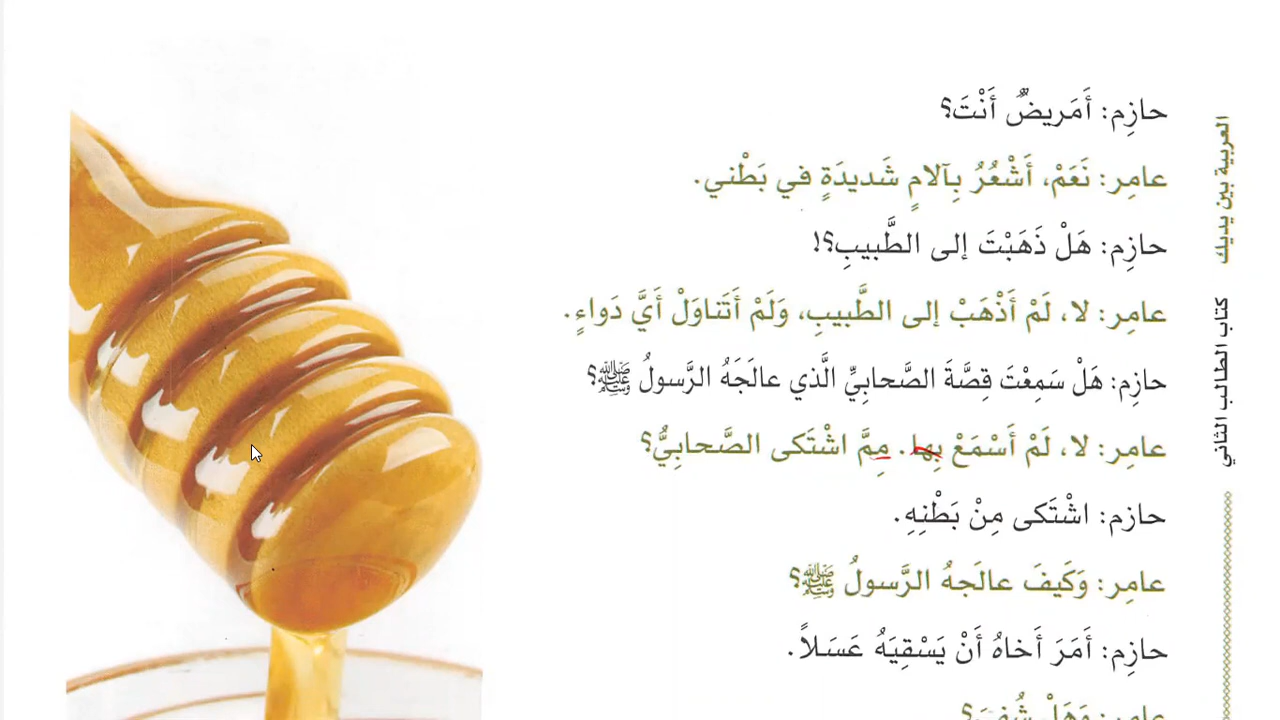 حازِم: أَمَريضٌ أَنْتَ؟
عامِر: نَعَمْ، أَشْعُرُ بِآلامٍ شَديدَةٍ في بَطْني.
حازِم: هَلْ ذَهَبْتَ إلى الطَّبيبِ؟!
عامِر: لا، لَمْ أَذْهَبْ إلى الطَّبيبِ، وَلَمْ أَتَناوَلْ أَيَّ دَواءٍ.
حازِم: هَلْ سَمِعْتَ قِصَّةَ الصَّحابِيِّ الَّذي عالَجَهُ الرَّسولُ ﷺ؟
عامِر: لا، لَمْ أَسْمَعْ بِها. مِمَّ اشْتَكى الصَّحابِيُّ؟
حازم: اشْتَكى مِنْ بَطْنِهِ.
عامِر: وَكَيفَ عالَجهُ الرَّسولُ ﷺ؟
حازِم: أَمَرَ أَخاهُ أَنْ يَسْقِيَهُ عَسَلاً.
عامِر: وَهَلْ شُفِيَ؟
العربية بين يديك
كتاب الطالب الثاني